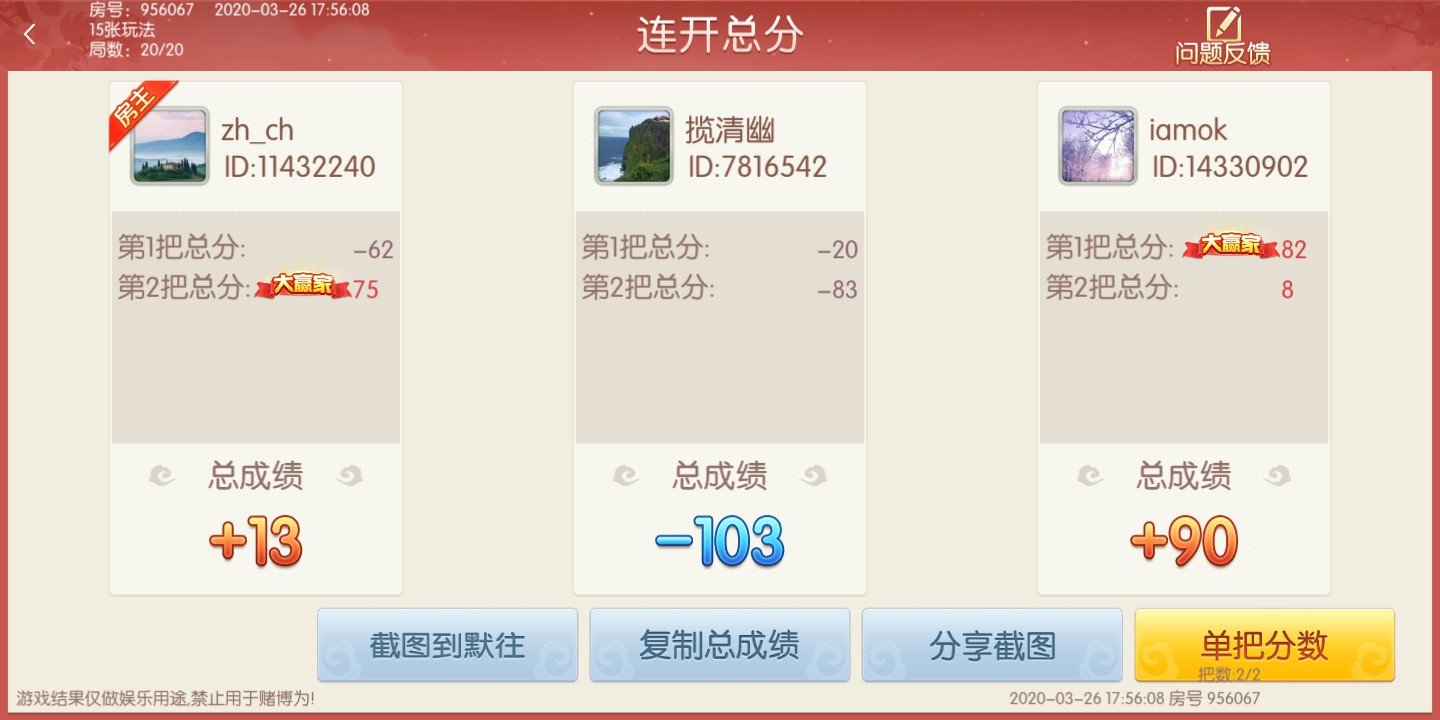 房号：956067 2020-03-26 17:56:08
15张玩法
局数：20/20
连开总分
问题反馈
房主
zh_ch
ID:11432240
第1把总分: -62
第2把总分: 大赢家 75
总成绩
+13
揽清幽
ID:7816542
第1把总分: -20
第2把总分: -83
总成绩
-103
iamok
ID:14330902
第1把总分: 大赢家 82
第2把总分: 8
总成绩
+90
截图到默往
复制总成绩
分享截图
单把分数
把数:2/2
游戏结果仅做娱乐用途,禁止用于赌博为!
2020-03-26 17:56:08 房号 956067